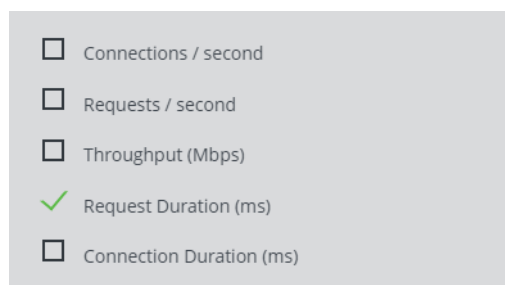 Connections / second
Requests / second
Throughput (Mbps)
Request Duration (ms)
Connection Duration (ms)